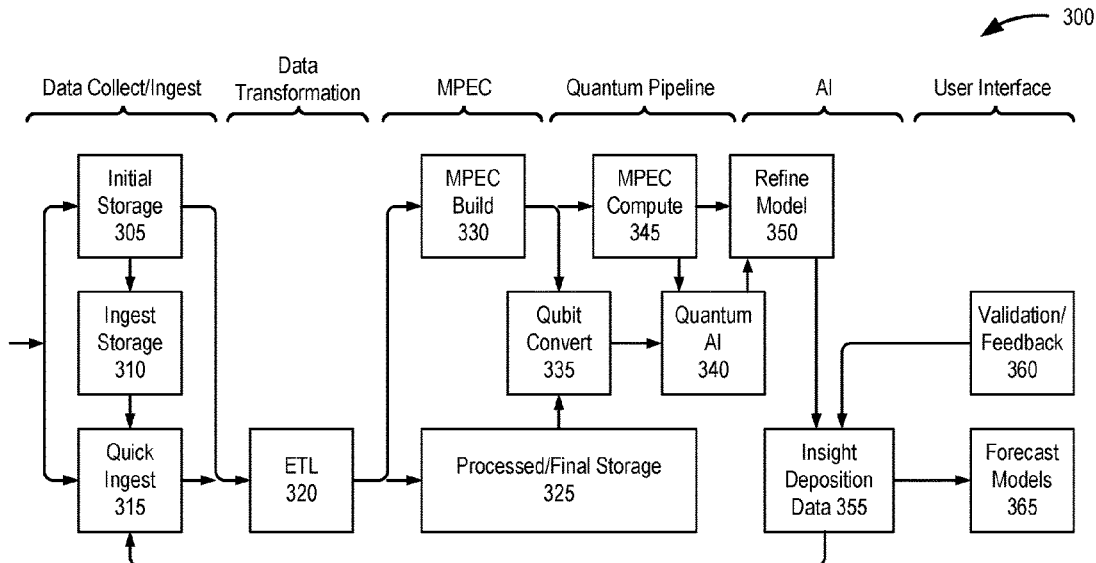 300
Data Collect/Ingest
Data
Transformation
MPEC
Quantum Pipeline
AI
User Interface
Initial
Storage
305
Ingest
Storage
310
Quick
Ingest
315
ETL
320
MPEC
Build
330
Qubit
Convert
335
Processed/Final Storage
325
MPEC
Compute
345
Quantum
AI
340
Refine
Model
350
Insight
Deposition
Data 355
Validation/
Feedback
360
Forecast
Models
365